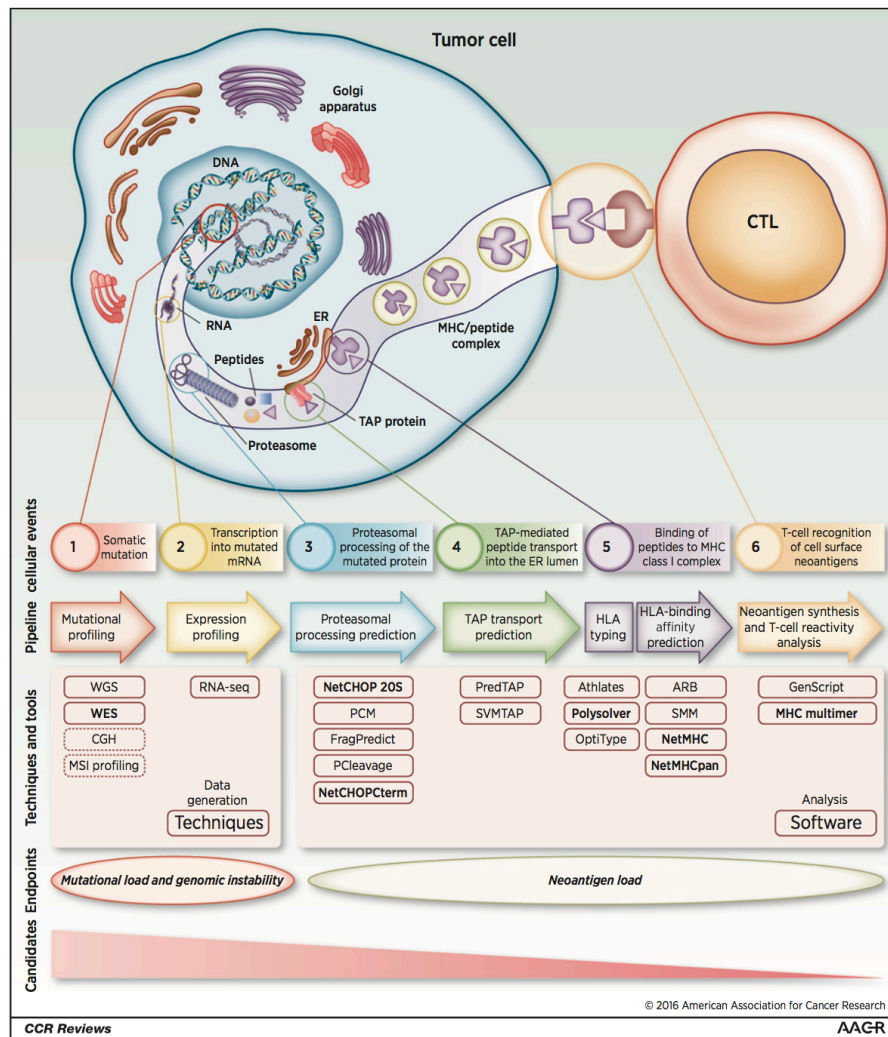 Tumor cell
Golgi
apparatus
DNA
CTL
RNA
ER
MHC/peptide
complex
Peptides
TAP protein
Proteasome
Pipeline cellular events
1
Somatic
mutation
2
Transcription
into mutated
mRNA
3
Proteasomal
processing of the
mutated protein
4
TAP-mediated
peptide transport
into the ER lumen
5
Binding of
peptides to MHC
class I complex
6
T-cell recognition
of cell surface
neoantigens
Mutational
profiling
Expression
profiling
Proteasomal
processing prediction
TAP transport
prediction
HLA
typing
HLA-binding
affinity
prediction
Neoantigen synthesis
and T-cell reactivity
analysis
Techniques and tools
WGS
WES
CGH
MSI profiling
RNA-seq
Data
generation
Techniques
NetCHOP 20S
PCM
FragPredict
PCleavage
NetCHOPCterm
PredTAP
SVMTAP
Athlates
Polysolver
OptiType
ARB
SMM
NetMHC
NetMHCpan
GenScript
MHC multimer
Analysis
Software
Endpoints
Mutational load and genomic instability
Neoantigen load
Candidates
© 2016 American Association for Cancer Research
CCR Reviews
AACR